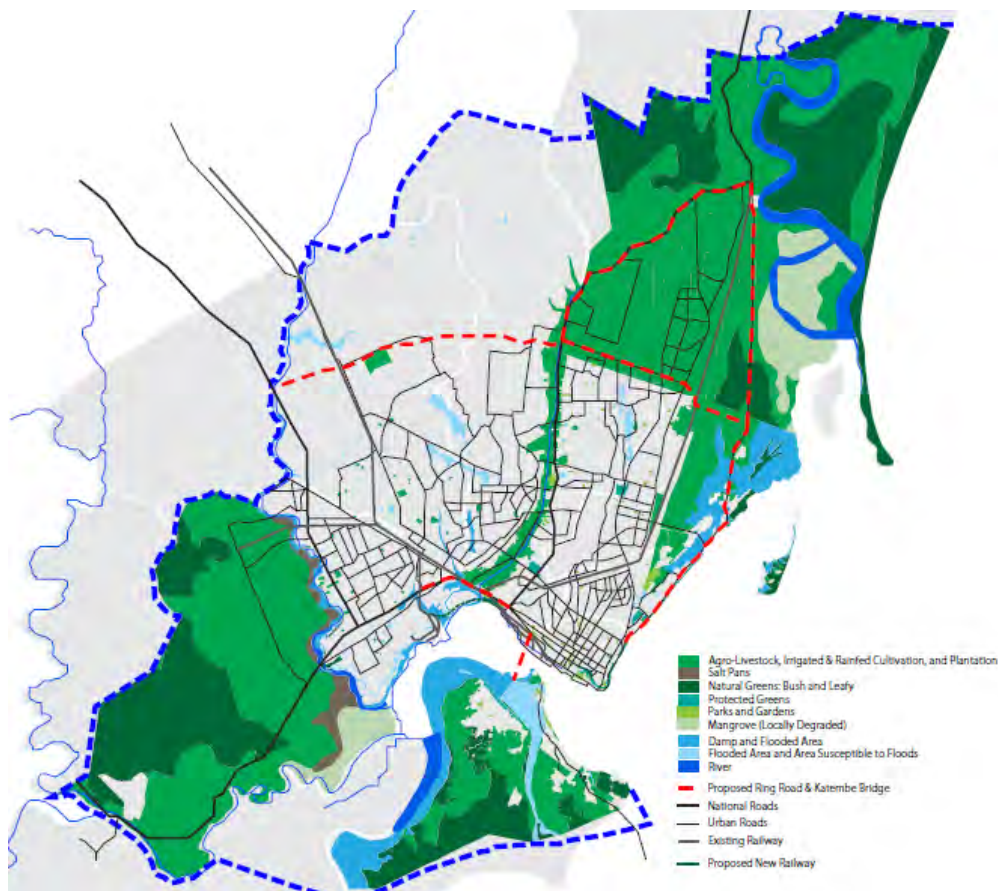 Agro-Livestock, Irrigated & Rainfed Cultivation, and Plantation
Salt Pans
Natural Greens: Bush and Leafy
Protected Greens
Parks and Gardens
Mangrove (Locally Degraded)
Damp and Flooded Area
Flooded Area and Area Susceptible to Floods
River
Proposed Ring Road & Katembe Bridge
National Roads
Urban Roads
Existing Railway
Proposed New Railway